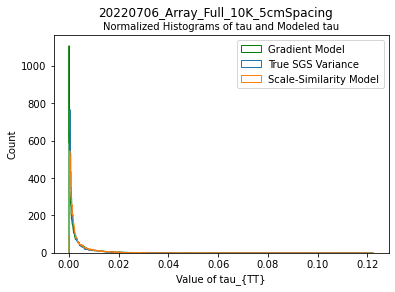 20220706_Array_Full_10K_5cmSpacing
Normalized Histograms of tau and Modeled tau
Gradient Model
True SGS Variance
Scale-Similarity Model
Count
1000
800
600
400
200
0
0.00 0.02 0.04 0.06 0.08 0.10 0.12
Value of tau_{TT}